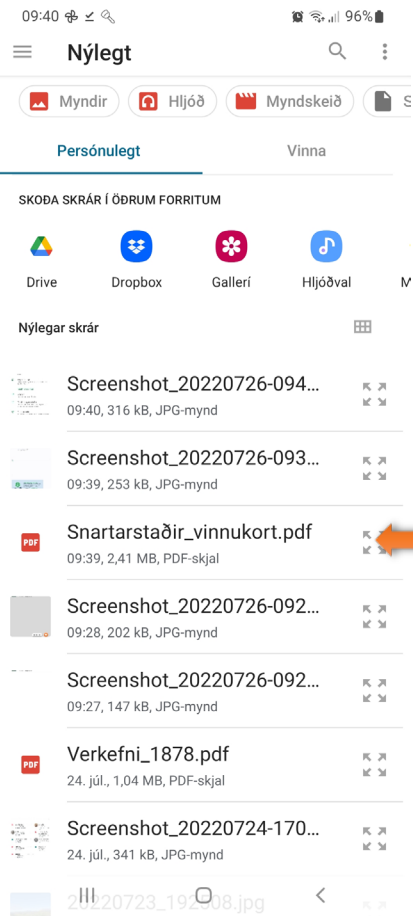 09:40 96%
Nýlegt
Myndir Hljóð Myndskeið S
Persónulegt Vinna
SKOÐA SKRÁR Í ÖÐRUM FORRITUM
Drive Dropbox Gallerí Hljóðval M
Nýlegar skrár
Screenshot_20220726-094...
09:40, 316 kB, JPG-mynd
Screenshot_20220726-093...
09:39, 253 kB, JPG-mynd
Snartarstaðir_vinnukort.pdf
PDF
09:39, 2,41 MB, PDF-skjal
Screenshot_20220726-092...
09:28, 202 kB, JPG-mynd
Screenshot_20220726-092...
09:27, 147 kB, JPG-mynd
Verkefni_1878.pdf
PDF
24. júl., 1,04 MB, PDF-skjal
Screenshot_20220724-170...
24. júl., 341 kB, JPG-mynd